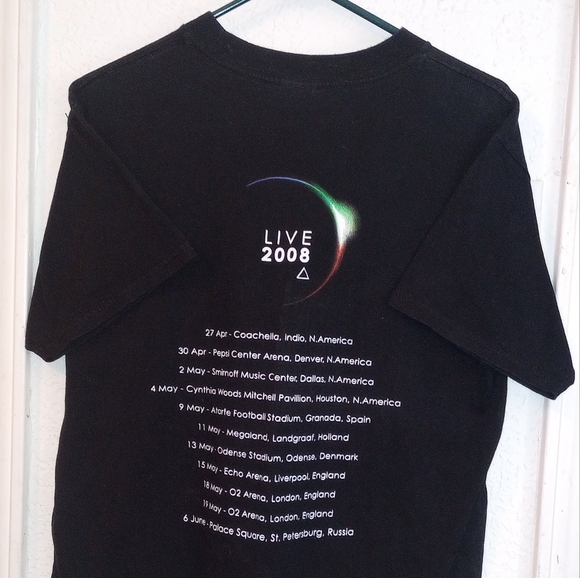 LIVE
2008
27 Apr - Coachella, Indio, N.America
30 Apr - Pepsi Center Arena, Denver, N.America
2 May - Smirnoff Music Center, Dallas, N.America
4 May - Cynthia Woods Mitchell Pavillion, Houston, N.America
9 May - Atarfe Football Stadium, Granada, Spain
11 May - Megaland, Landgraaf, Holland
13 May - Odense Stadium, Odense, Denmark
15 May - Echo Arena, Liverpool, England
18 May - O2 Arena, London, England
19 May - O2 Arena, London, England
6 June - Palace Square, St. Petersburg, Russia